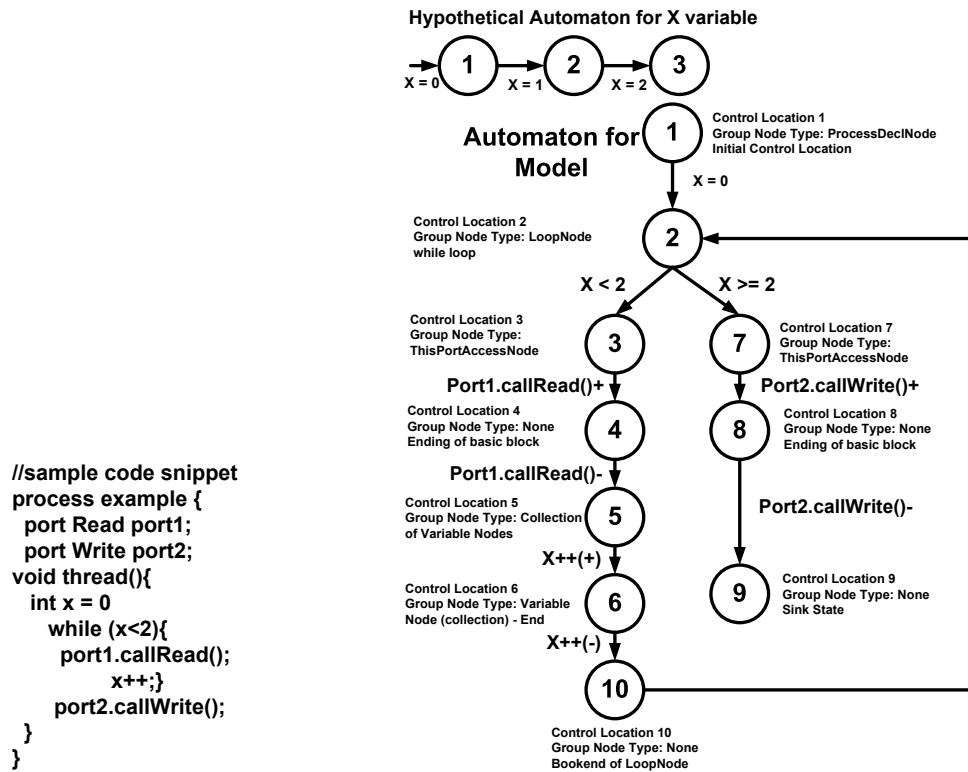 Hypothetical Automaton for X variable
1
2
3
X = 0
X = 1
X = 2
Automaton for
Model
1
Control Location 1
Group Node Type: ProcessDeclNode
Initial Control Location
X = 0
Control Location 2
Group Node Type: LoopNode
while loop
2
X < 2
X >= 2
Control Location 3
Group Node Type:
ThisPortAccessNode
3
7
Control Location 7
Group Node Type:
ThisPortAccessNode
Port1.callRead()+
Port2.callWrite()+
Control Location 4
Group Node Type: None
Ending of basic block
4
8
Control Location 8
Group Node Type: None
Ending of basic block
Port1.callRead()-
Port2.callWrite()-
Control Location 5
Group Node Type: Collection
of Variable Nodes
5
X++(+)
Control Location 6
Group Node Type: Variable
Node (collection) - End
6
9
Control Location 9
Group Node Type: None
Sink State
X++(-)
10
Control Location 10
Group Node Type: None
Bookend of LoopNode
//sample code snippet
process example {
port Read port1;
port Write port2;
void thread(){
int x = 0
while (x<2){
port1.callRead();
x++;}
port2.callWrite();
}
}